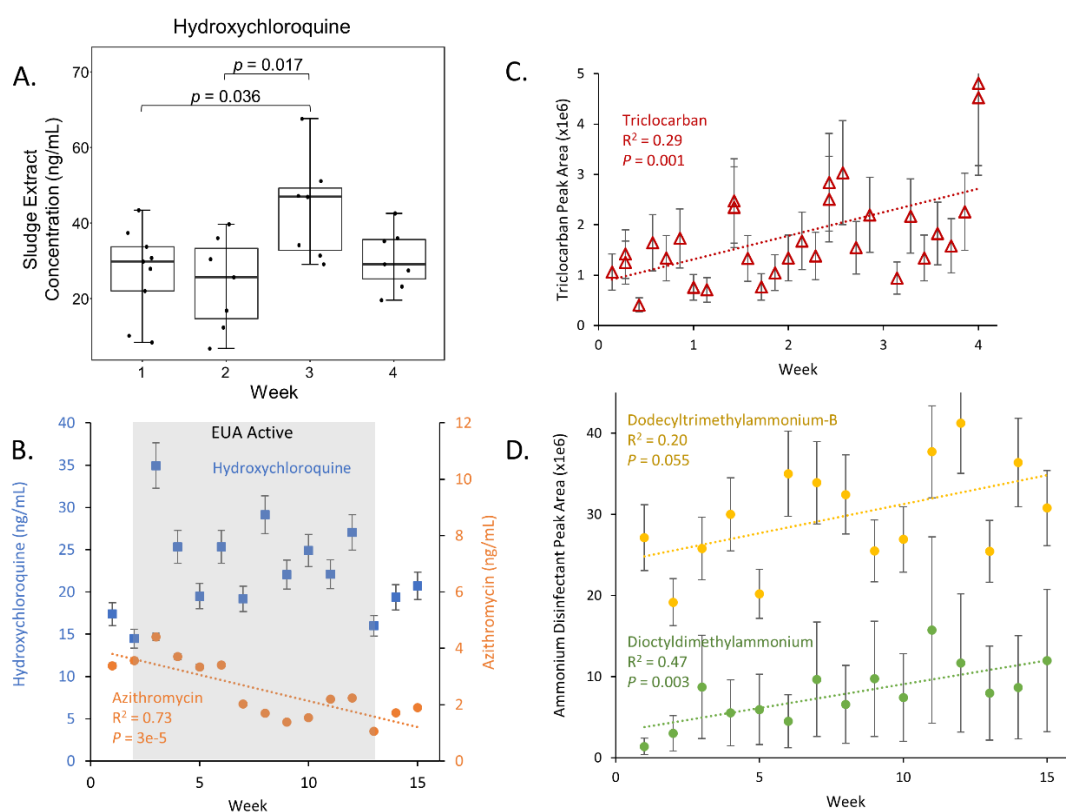 Hydroxychloroquine
A.
p = 0.017
p = 0.036
Sludge Extract
Concentration (ng/mL)
70
60
40
20
1 2 3 4
Week
C.
Triclocarban
R² = 0.29
P = 0.001
Triclocarban Peak Area (x1e6)
5
4
3
2
1
0
0 1 2 3 4
Week
B.
EUA Active
Hydroxychloroquine
Hydroxychloroquine (ng/mL)
40
35
30
25
20
15
10
5
0
Azithromycin
R² = 0.73
P = 3e-5
12
10
8
6
4
2
0
Azithromycin (ng/mL)
0 5 10 15
Week
D.
Dodecyltrimethylammonium-B
R² = 0.20
P = 0.055
Ammonium Disinfectant Peak Area (x1e6)
40
30
20
10
0
Dioctyldimethylammonium
R² = 0.47
P = 0.003
0 5 10 15
Week